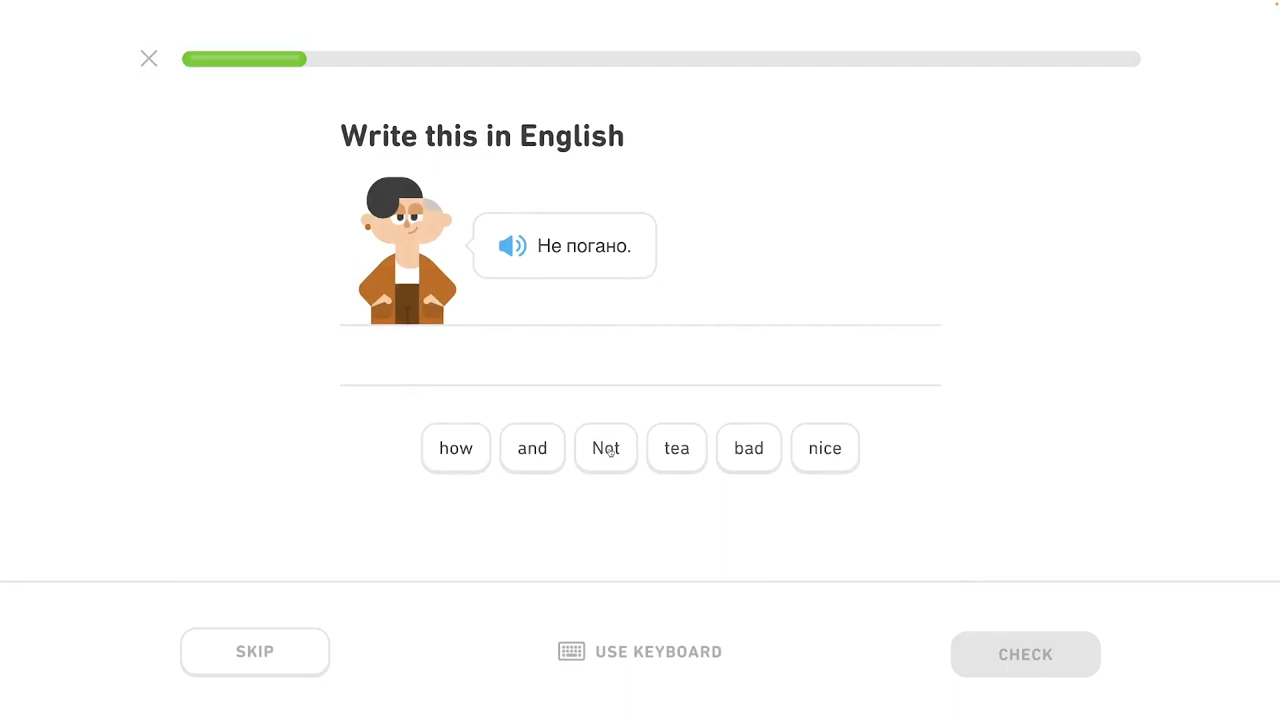 Write this in English
Не погано.
how and Not tea bad nice
SKIP USE KEYBOARD CHECK